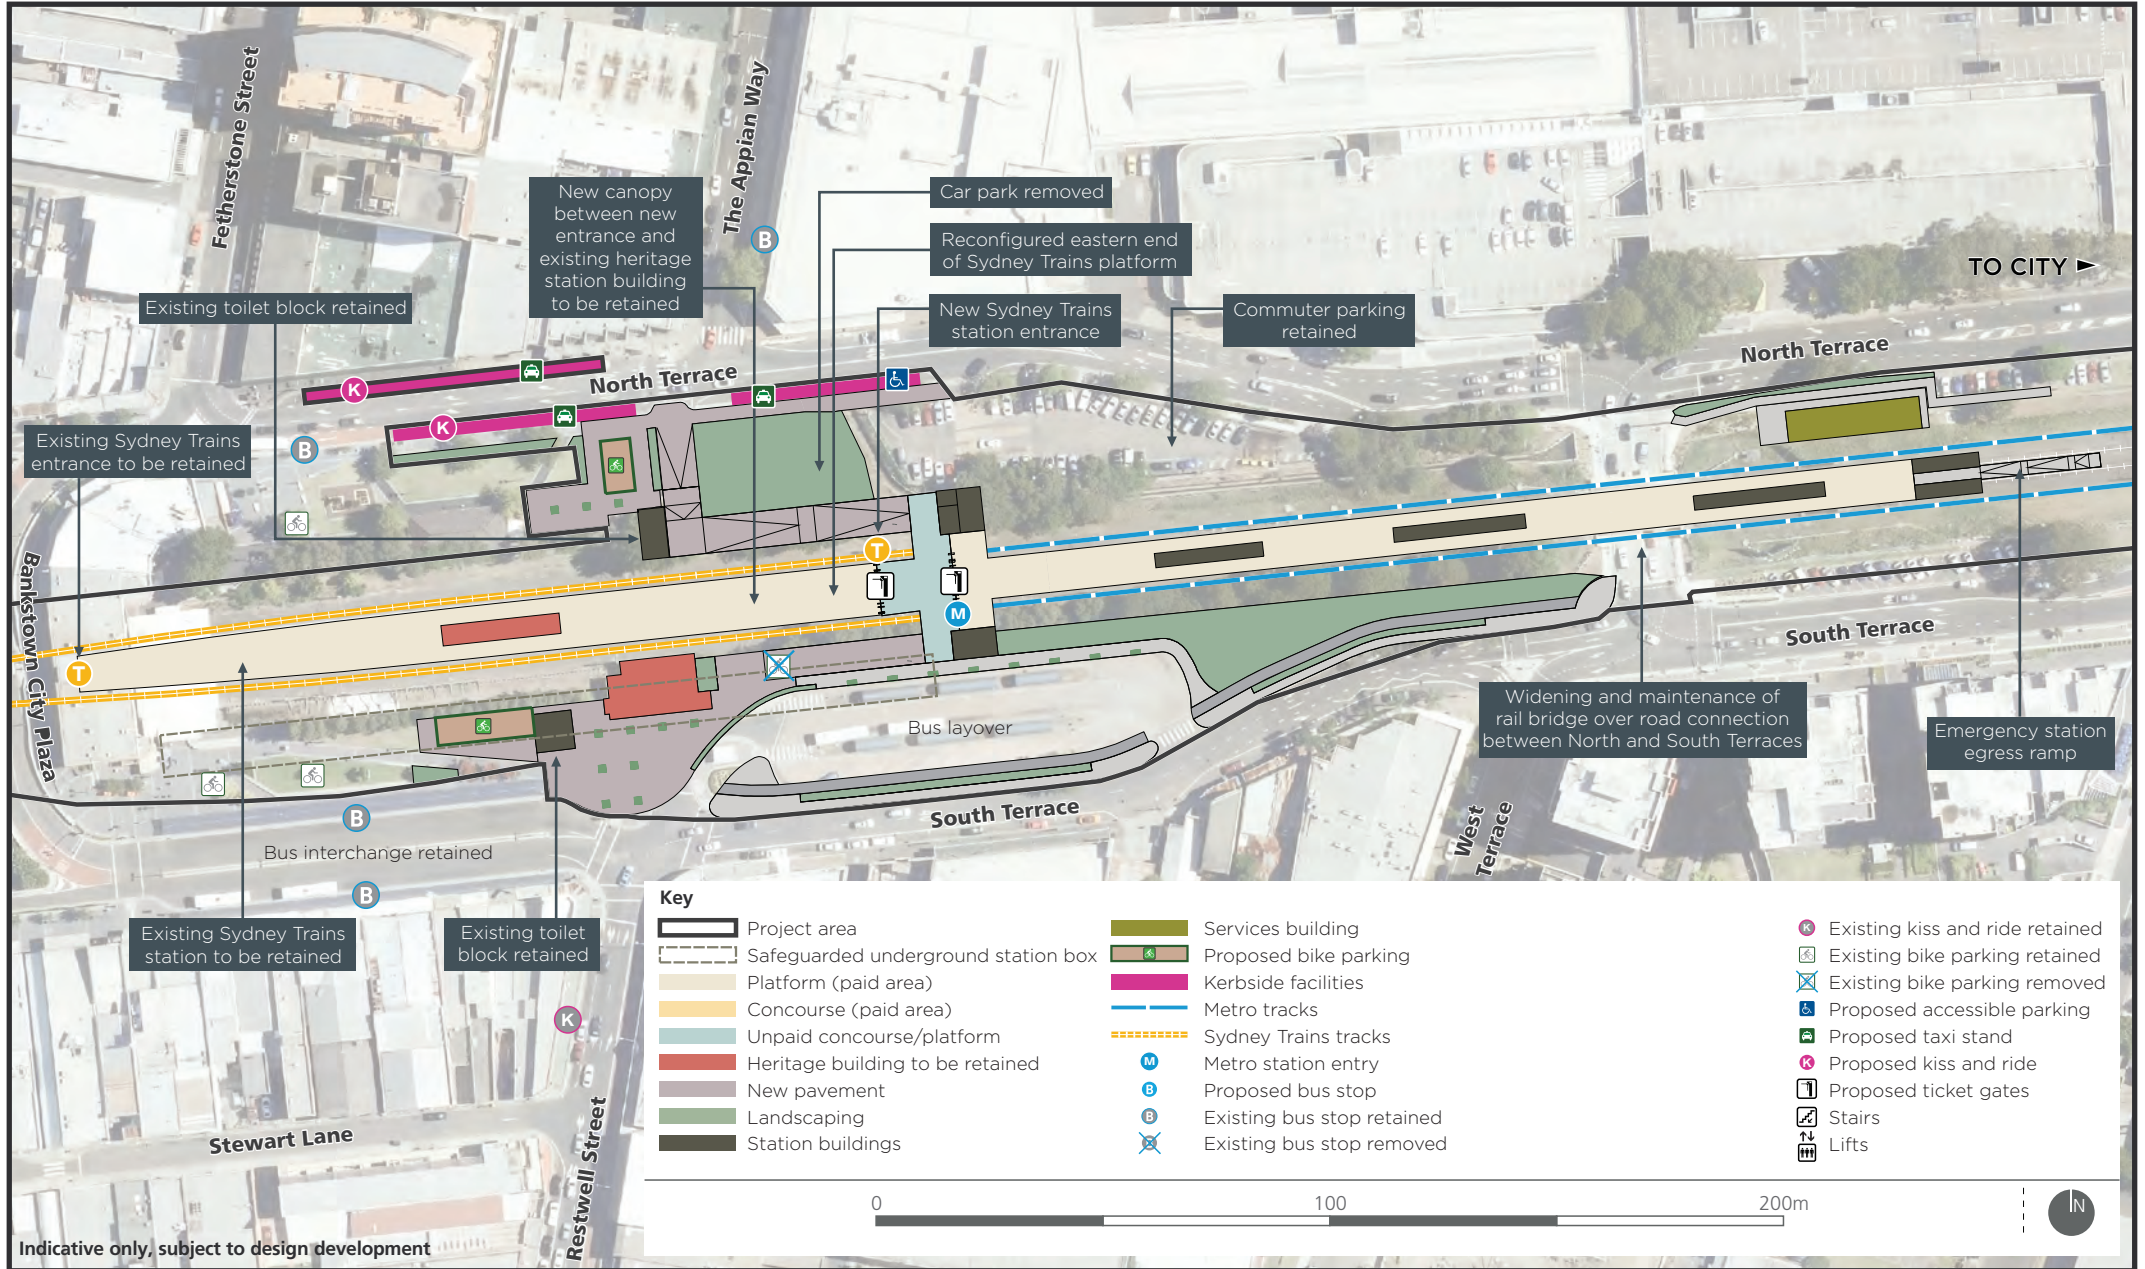 Fetherstone Street
The Appian Way
New canopy
between new
entrance and
existing heritage
station building
to be retained
Car park removed
Reconfigured eastern end
of Sydney Trains platform
New Sydney Trains
station entrance
Commuter parking
retained
TO CITY
Existing toilet block retained
B
North Terrace
North Terrace
K
K
B
Existing Sydney Trains
entrance to be retained
T
T
M
Bankstown City Plaza
South Terrace
Bus layover
Widening and maintenance of
rail bridge over road connection
between North and South Terraces
Emergency station
egress ramp
South Terrace
West
Terrace
B
Bus interchange retained
B
Existing Sydney Trains
station to be retained
Existing toilet
block retained
K
Stewart Lane
Restwell Street
Indicative only, subject to design development
Key
Project area
Safeguarded underground station box
Platform (paid area)
Concourse (paid area)
Unpaid concourse/platform
Heritage building to be retained
New pavement
Landscaping
Station buildings
Services building
Proposed bike parking
Kerbside facilities
Metro tracks
Sydney Trains tracks
M Metro station entry
B Proposed bus stop
B Existing bus stop retained
Existing bus stop removed
K Existing kiss and ride retained
Existing bike parking retained
Existing bike parking removed
Proposed accessible parking
Proposed taxi stand
K Proposed kiss and ride
Proposed ticket gates
Stairs
Lifts
0 100 200m
N